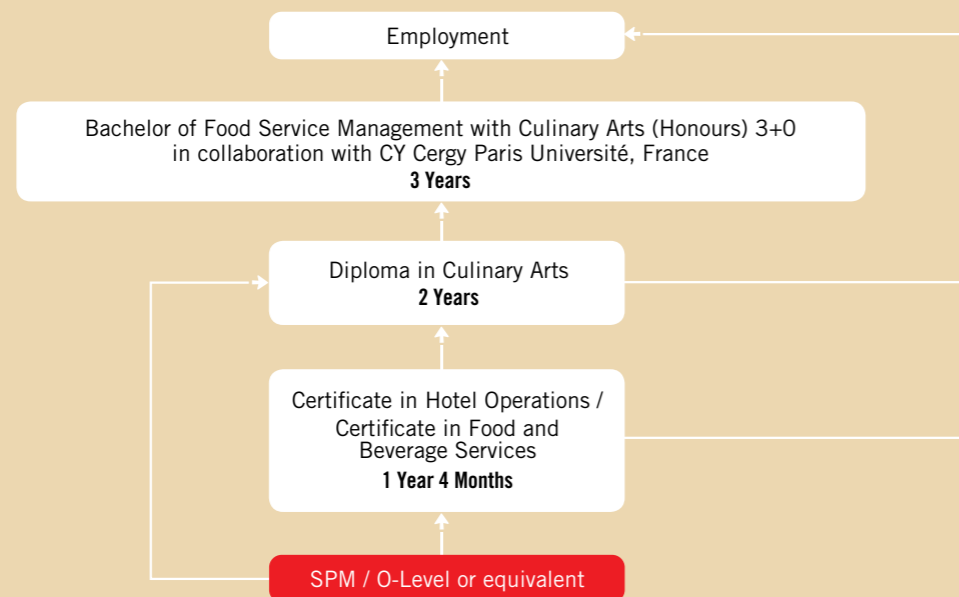 Employment
Bachelor of Food Service Management with Culinary Arts (Honours) 3+0
in collaboration with CY Cergy Paris Université, France
3 Years
Diploma in Culinary Arts
2 Years
Certificate in Hotel Operations /
Certificate in Food and
Beverage Services
1 Year 4 Months
SPM / O-Level or equivalent